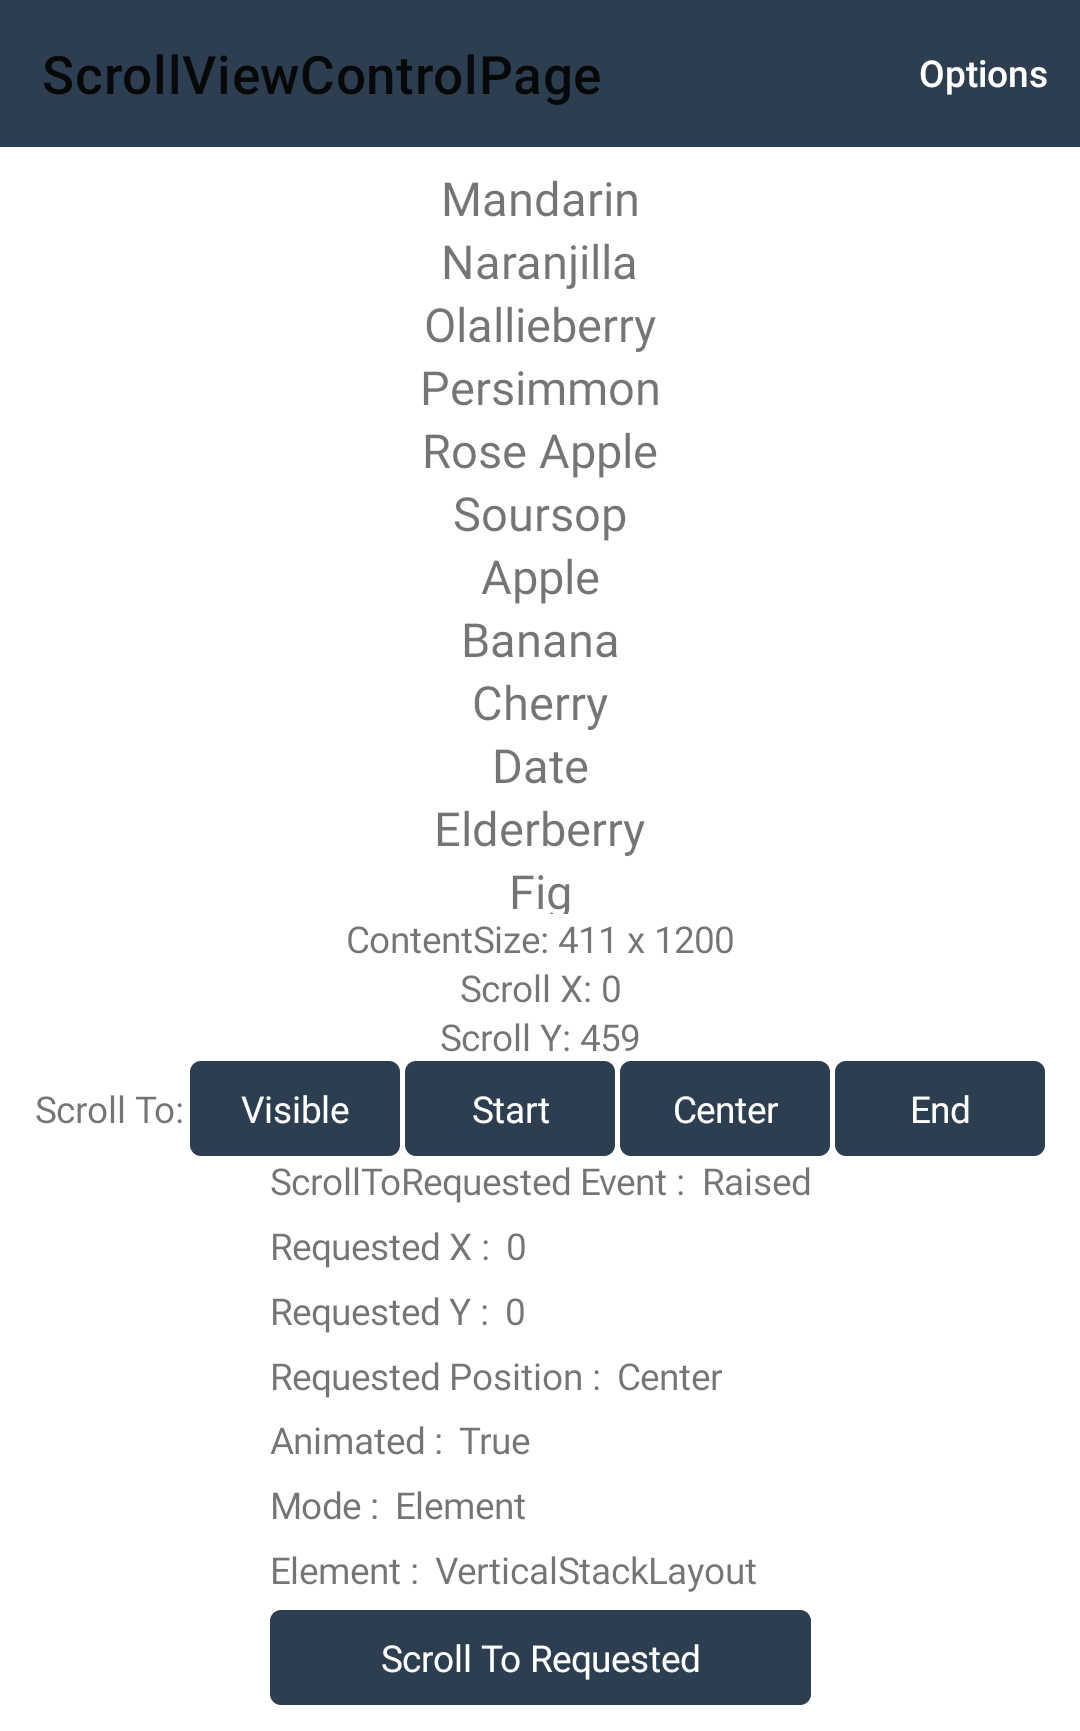 ScrollViewControlPage Options
Mandarin
Naranjilla
Olallieberry
Persimmon
Rose Apple
Soursop
Apple
Banana
Cherry
Date
Elderberry
Fig
ContentSize: 411 x 1200
Scroll X: 0
Scroll Y: 459
Scroll To: Visible Start Center End
ScrollToRequested Event : Raised
Requested X : 0
Requested Y : 0
Requested Position : Center
Animated : True
Mode : Element
Element : VerticalStackLayout
Scroll To Requested